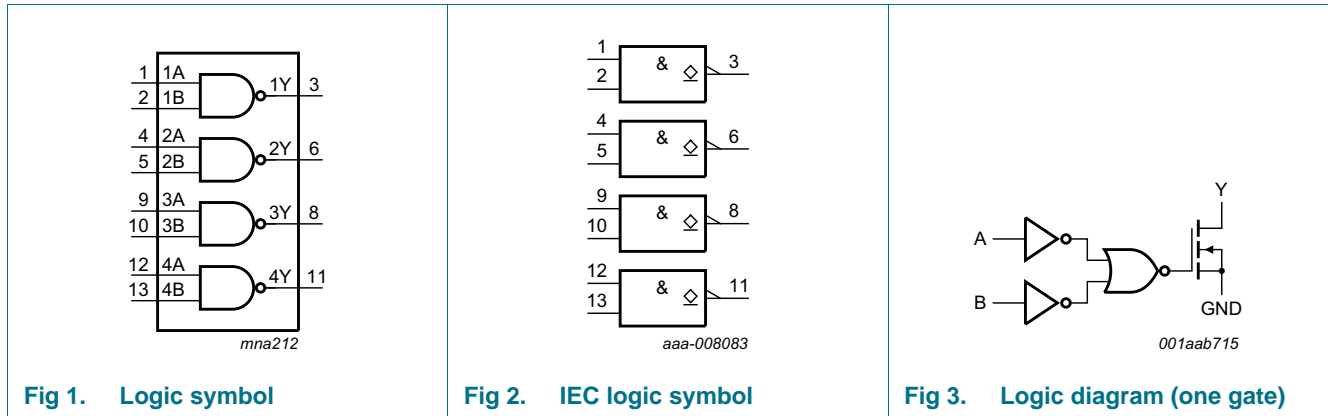 1 1A
1Y 3
2 1B
4 2A
2Y 6
5 2B
9 3A
3Y 8
10 3B
12 4A
4Y 11
13 4B
mna212
Fig 1. Logic symbol
1
& 3
2
4
& 6
5
9
& 8
10
12
& 11
13
aaa-008083
Fig 2. IEC logic symbol
Y
A
B
GND
001aab715
Fig 3. Logic diagram (one gate)